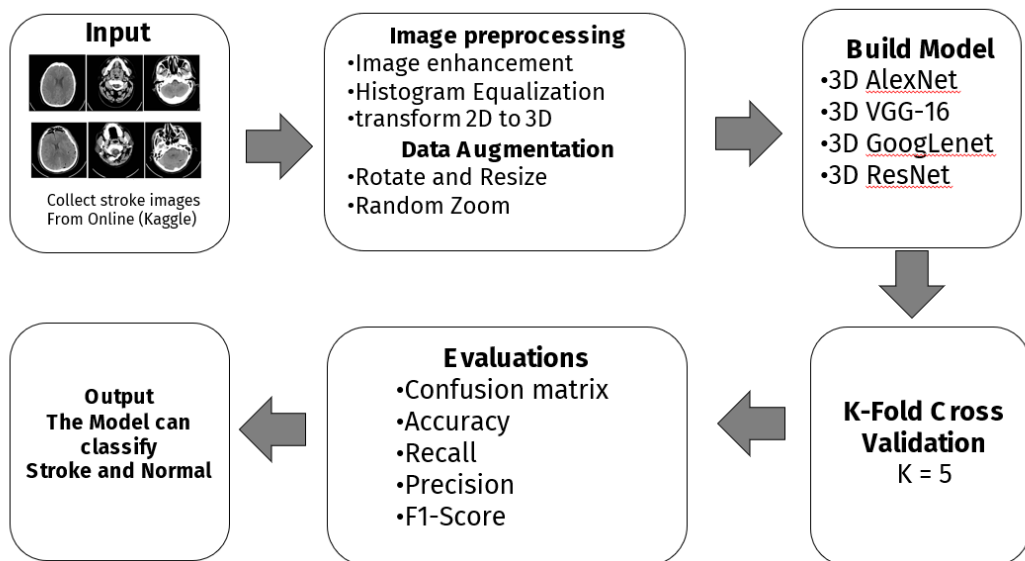 Input
Collect stroke images
From Online (Kaggle)
Image preprocessing
•Image enhancement
•Histogram Equalization
•transform 2D to 3D
Data Augmentation
•Rotate and Resize
•Random Zoom
Build Model
•3D AlexNet
•3D VGG-16
•3D GoogLenet
•3D ResNet
K-Fold Cross
Validation
K = 5
Evaluations
•Confusion matrix
•Accuracy
•Recall
•Precision
•F1-Score
Output
The Model can
classify
Stroke and Normal